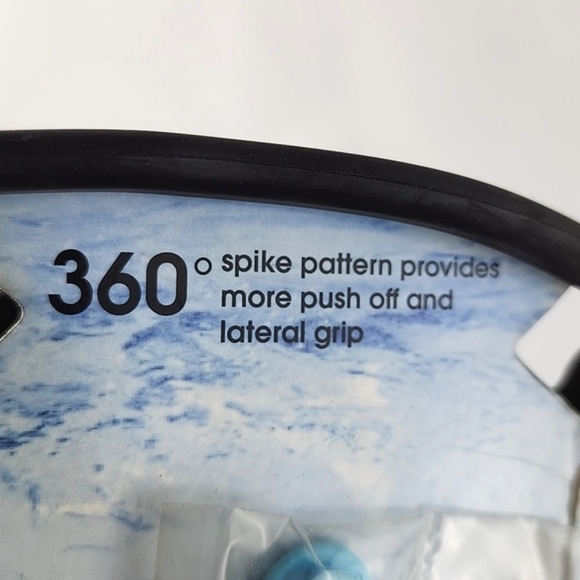 360° spike pattern provides
more push off and
lateral grip